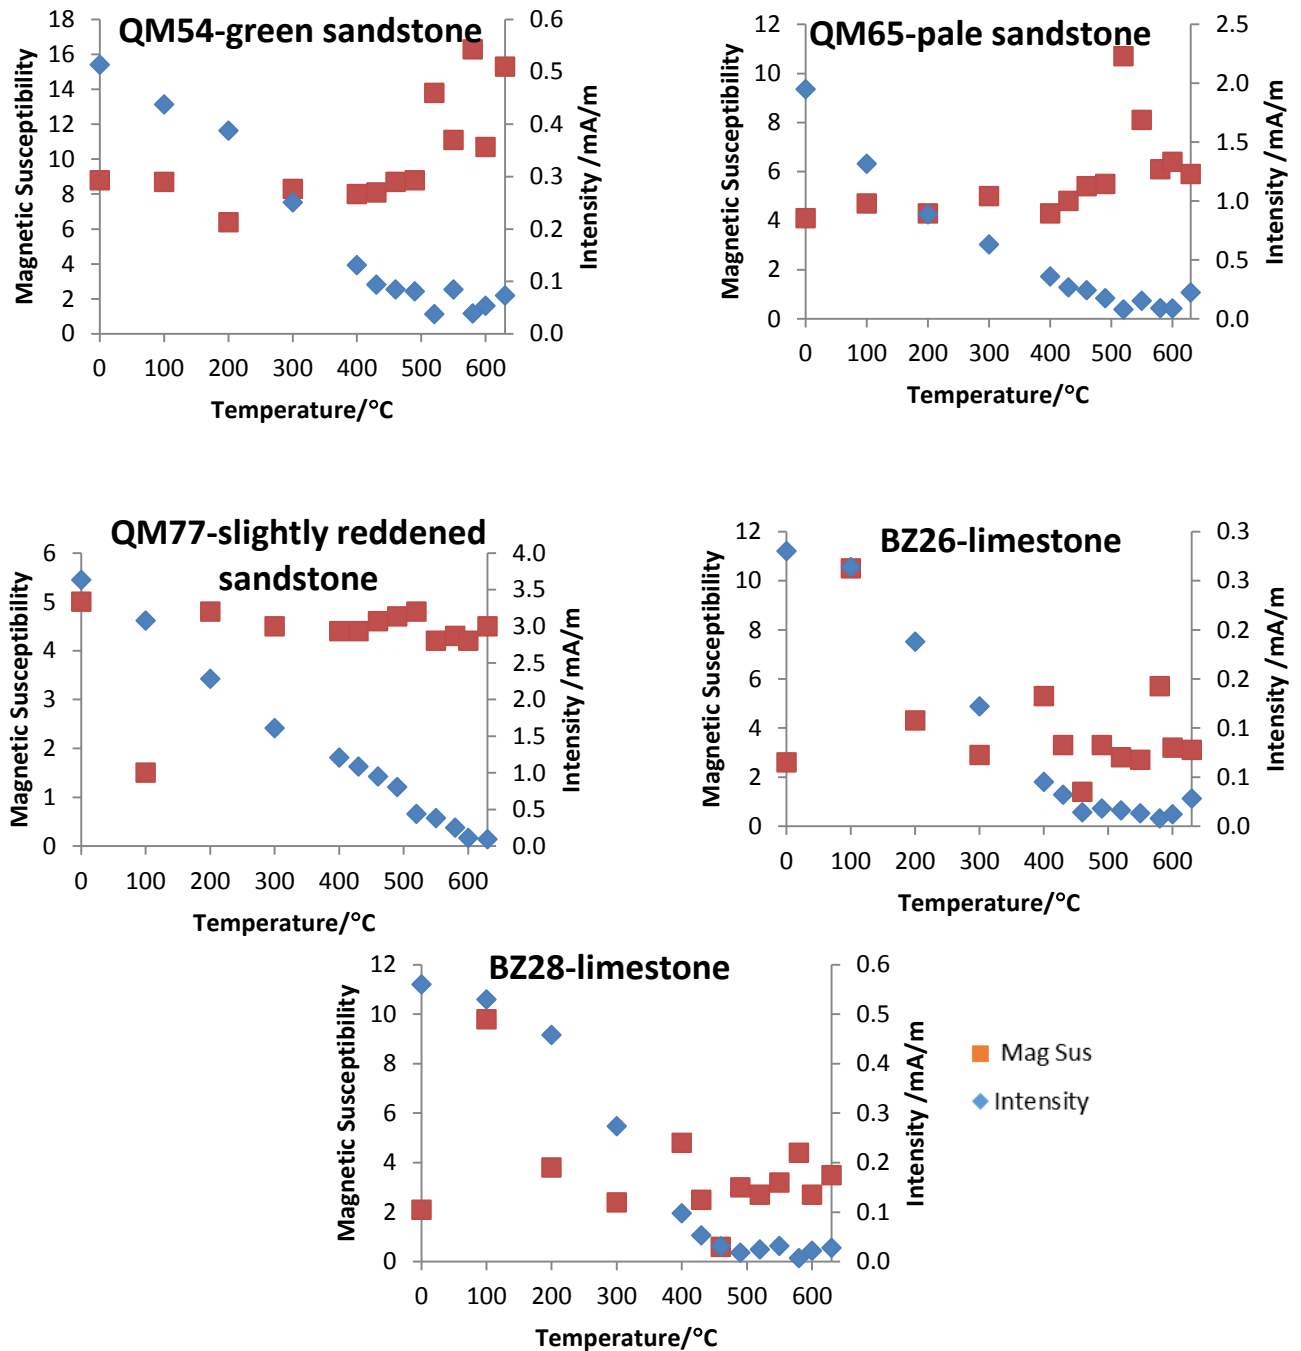 QM54-green sandstone
Magnetic Susceptibility
18
16
14
12
10
8
6
4
2
0
0.6
0.5
0.4
0.3
0.2
0.1
0.0
Intensity /mA/m
0 100 200 300 400 500 600
Temperature/°C
QM65-pale sandstone
Magnetic Susceptibility
12
10
8
6
4
2
0
2.5
2.0
1.5
1.0
0.5
0.0
Intensity /mA/m
0 100 200 300 400 500 600
Temperature/°C
QM77-slightly reddened
sandstone
Magnetic Susceptibility
6
5
4
3
2
1
0
4.0
3.5
3.0
2.5
2.0
1.5
1.0
0.5
0.0
Intensity /mA/m
0 100 200 300 400 500 600
Temperature/°C
BZ26-limestone
Magnetic Susceptibility
12
10
8
6
4
2
0
0.3
0.3
0.2
0.2
0.1
0.1
0.0
Intensity /mA/m
0 100 200 300 400 500 600
Temperature/°C
BZ28-limestone
Magnetic Susceptibility
12
10
8
6
4
2
0
0.6
0.5
0.4
0.3
0.2
0.1
0.0
Intensity /mA/m
0 100 200 300 400 500 600
Temperature/°C
Mag Sus
Intensity